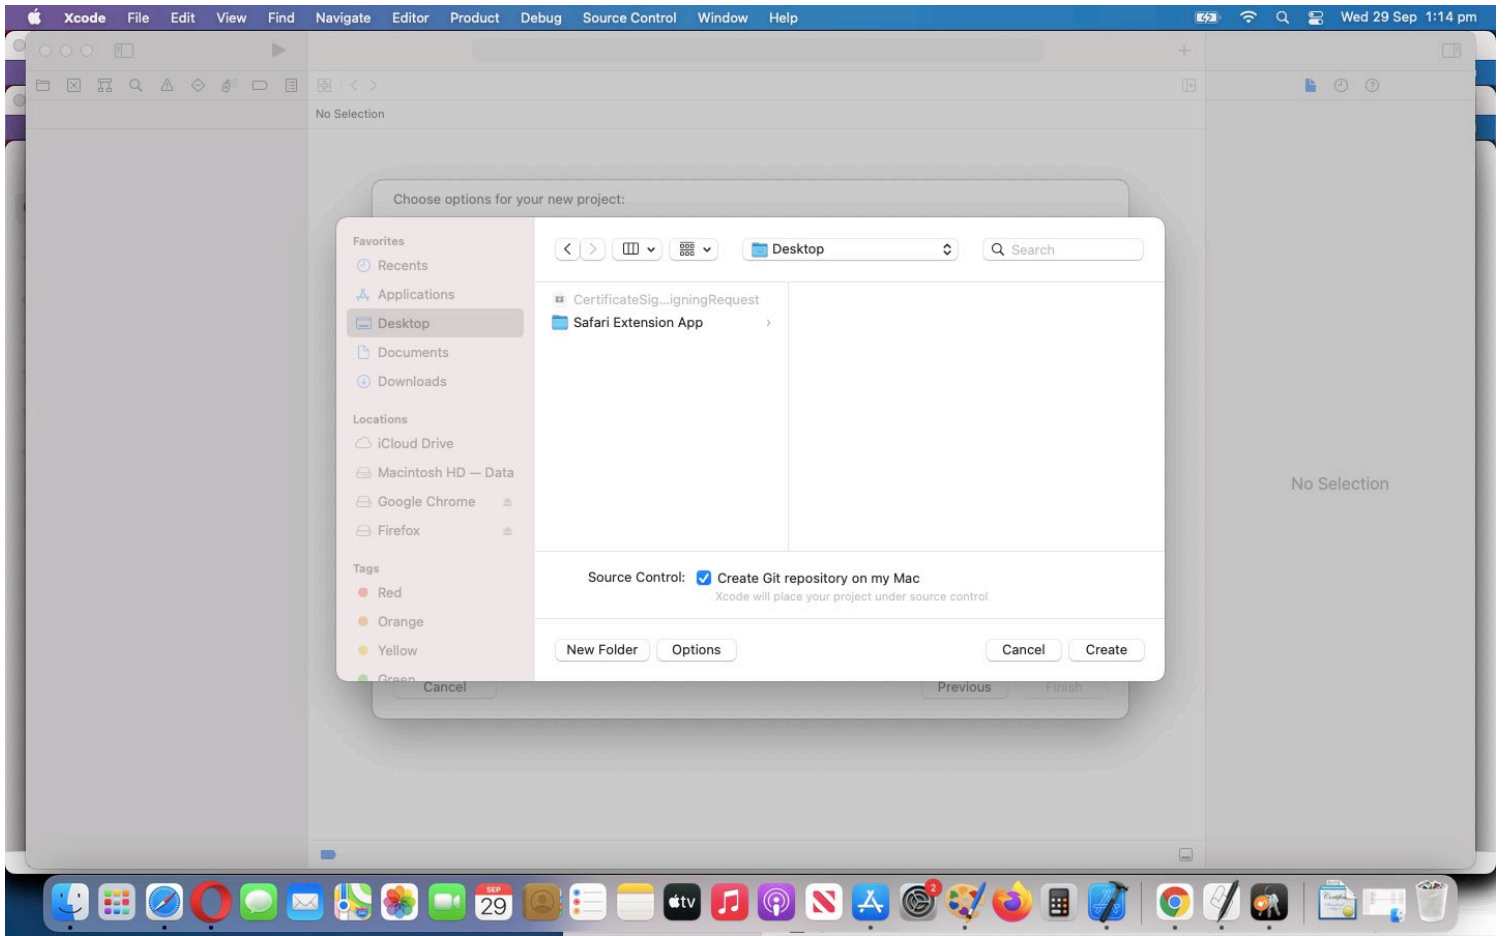 Xcode File Edit View Find Navigate Editor Product Debug Source Control Window Help Wed 29 Sep 1:14 pm
No Selection
Choose options for your new project:
Favorites
Recents
Applications
Desktop
Documents
Downloads
Locations
iCloud Drive
Macintosh HD — Data
Google Chrome
Firefox
Tags
Red
Orange
Yellow
Green
Desktop
Search
CertificateSig...igningRequest
Safari Extension App
Source Control: Create Git repository on my Mac
Xcode will place your project under source control
New Folder Options Cancel Create
Cancel Previous Finish
No Selection
SEP
29
tv
2